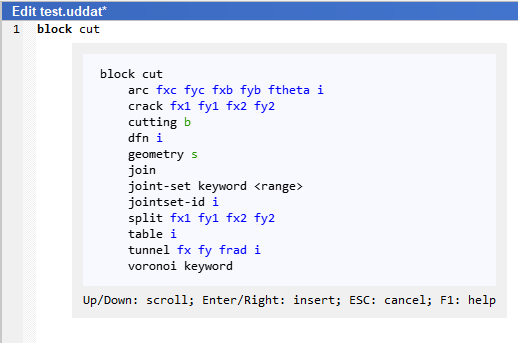 Edit test.uddat*
1 block cut
block cut
arc fxc fyc fxb fyb ftheta i
crack fx1 fy1 fx2 fy2
cutting b
dfn i
geometry s
join
joint-set keyword <range>
jointset-id i
split fx1 fy1 fx2 fy2
table i
tunnel fx fy frad i
voronoi keyword
Up/Down: scroll; Enter/Right: insert; ESC: cancel; F1: help